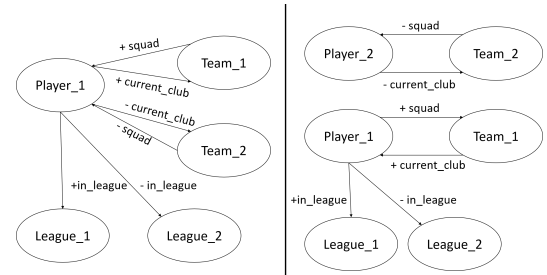 + squad
Team_1
Player_1
+ current_club
- current_club
- squad
Team_2
+in_league
- in_league
League_1
League_2
- squad
Player_2
Team_2
- current_club
+ squad
Player_1
Team_1
+ current_club
+in_league
- in_league
League_1
League_2